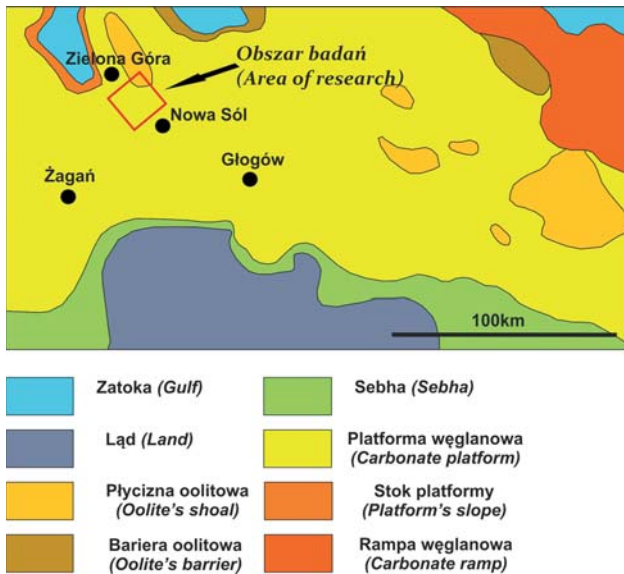 Zielona Góra
Obszar badań
(Area of research)
Nowa Sól
Głogów
Żagań
100km
Zatoka (Gulf)
Sebha (Sebha)
Ląd (Land)
Platforma węglanowa
(Carbonate platform)
Płycizna oolitowa
(Oolite's shoal)
Stok platformy
(Platform's slope)
Bariera oolitowa
(Oolite's barrier)
Rampa węglanowa
(Carbonate ramp)